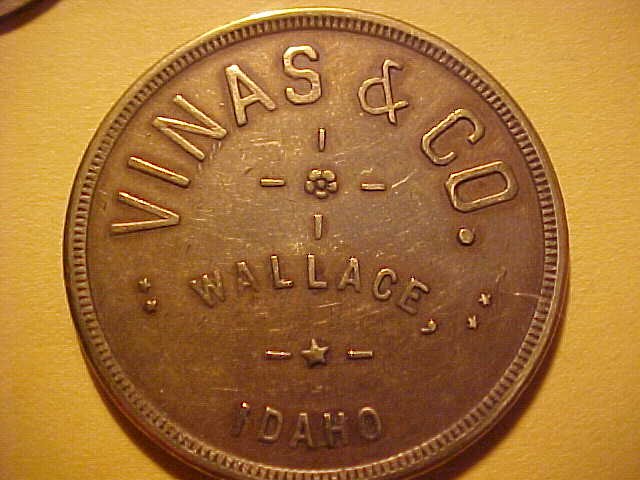 VINAS & CO.
WALLACE,
IDAHO